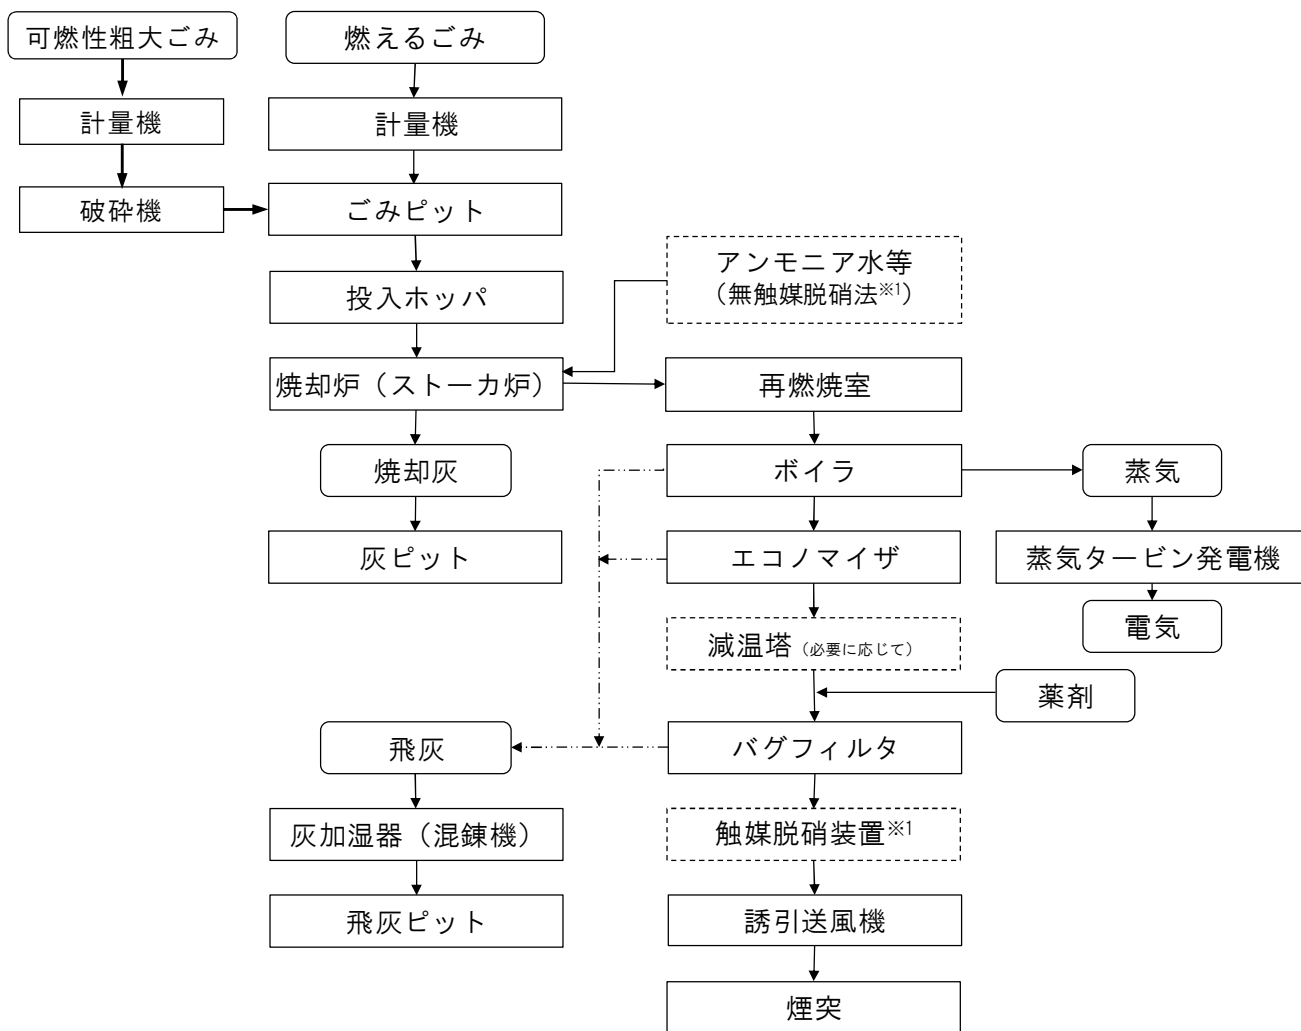 可燃性粗大ごみ
燃えるごみ
計量機
計量機
破砕機
ごみピット
アンモニア水等
(無触媒脱硝法※1)
投入ホッパ
焼却炉(ストーカ炉)
再燃焼室
焼却灰
ボイラ
蒸気
灰ピット
エコノマイザ
蒸気タービン発電機
減温塔(必要に応じて)
電気
薬剤
飛灰
バグフィルタ
灰加湿器(混錬機)
触媒脱硝装置※1
飛灰ピット
誘引送風機
煙突